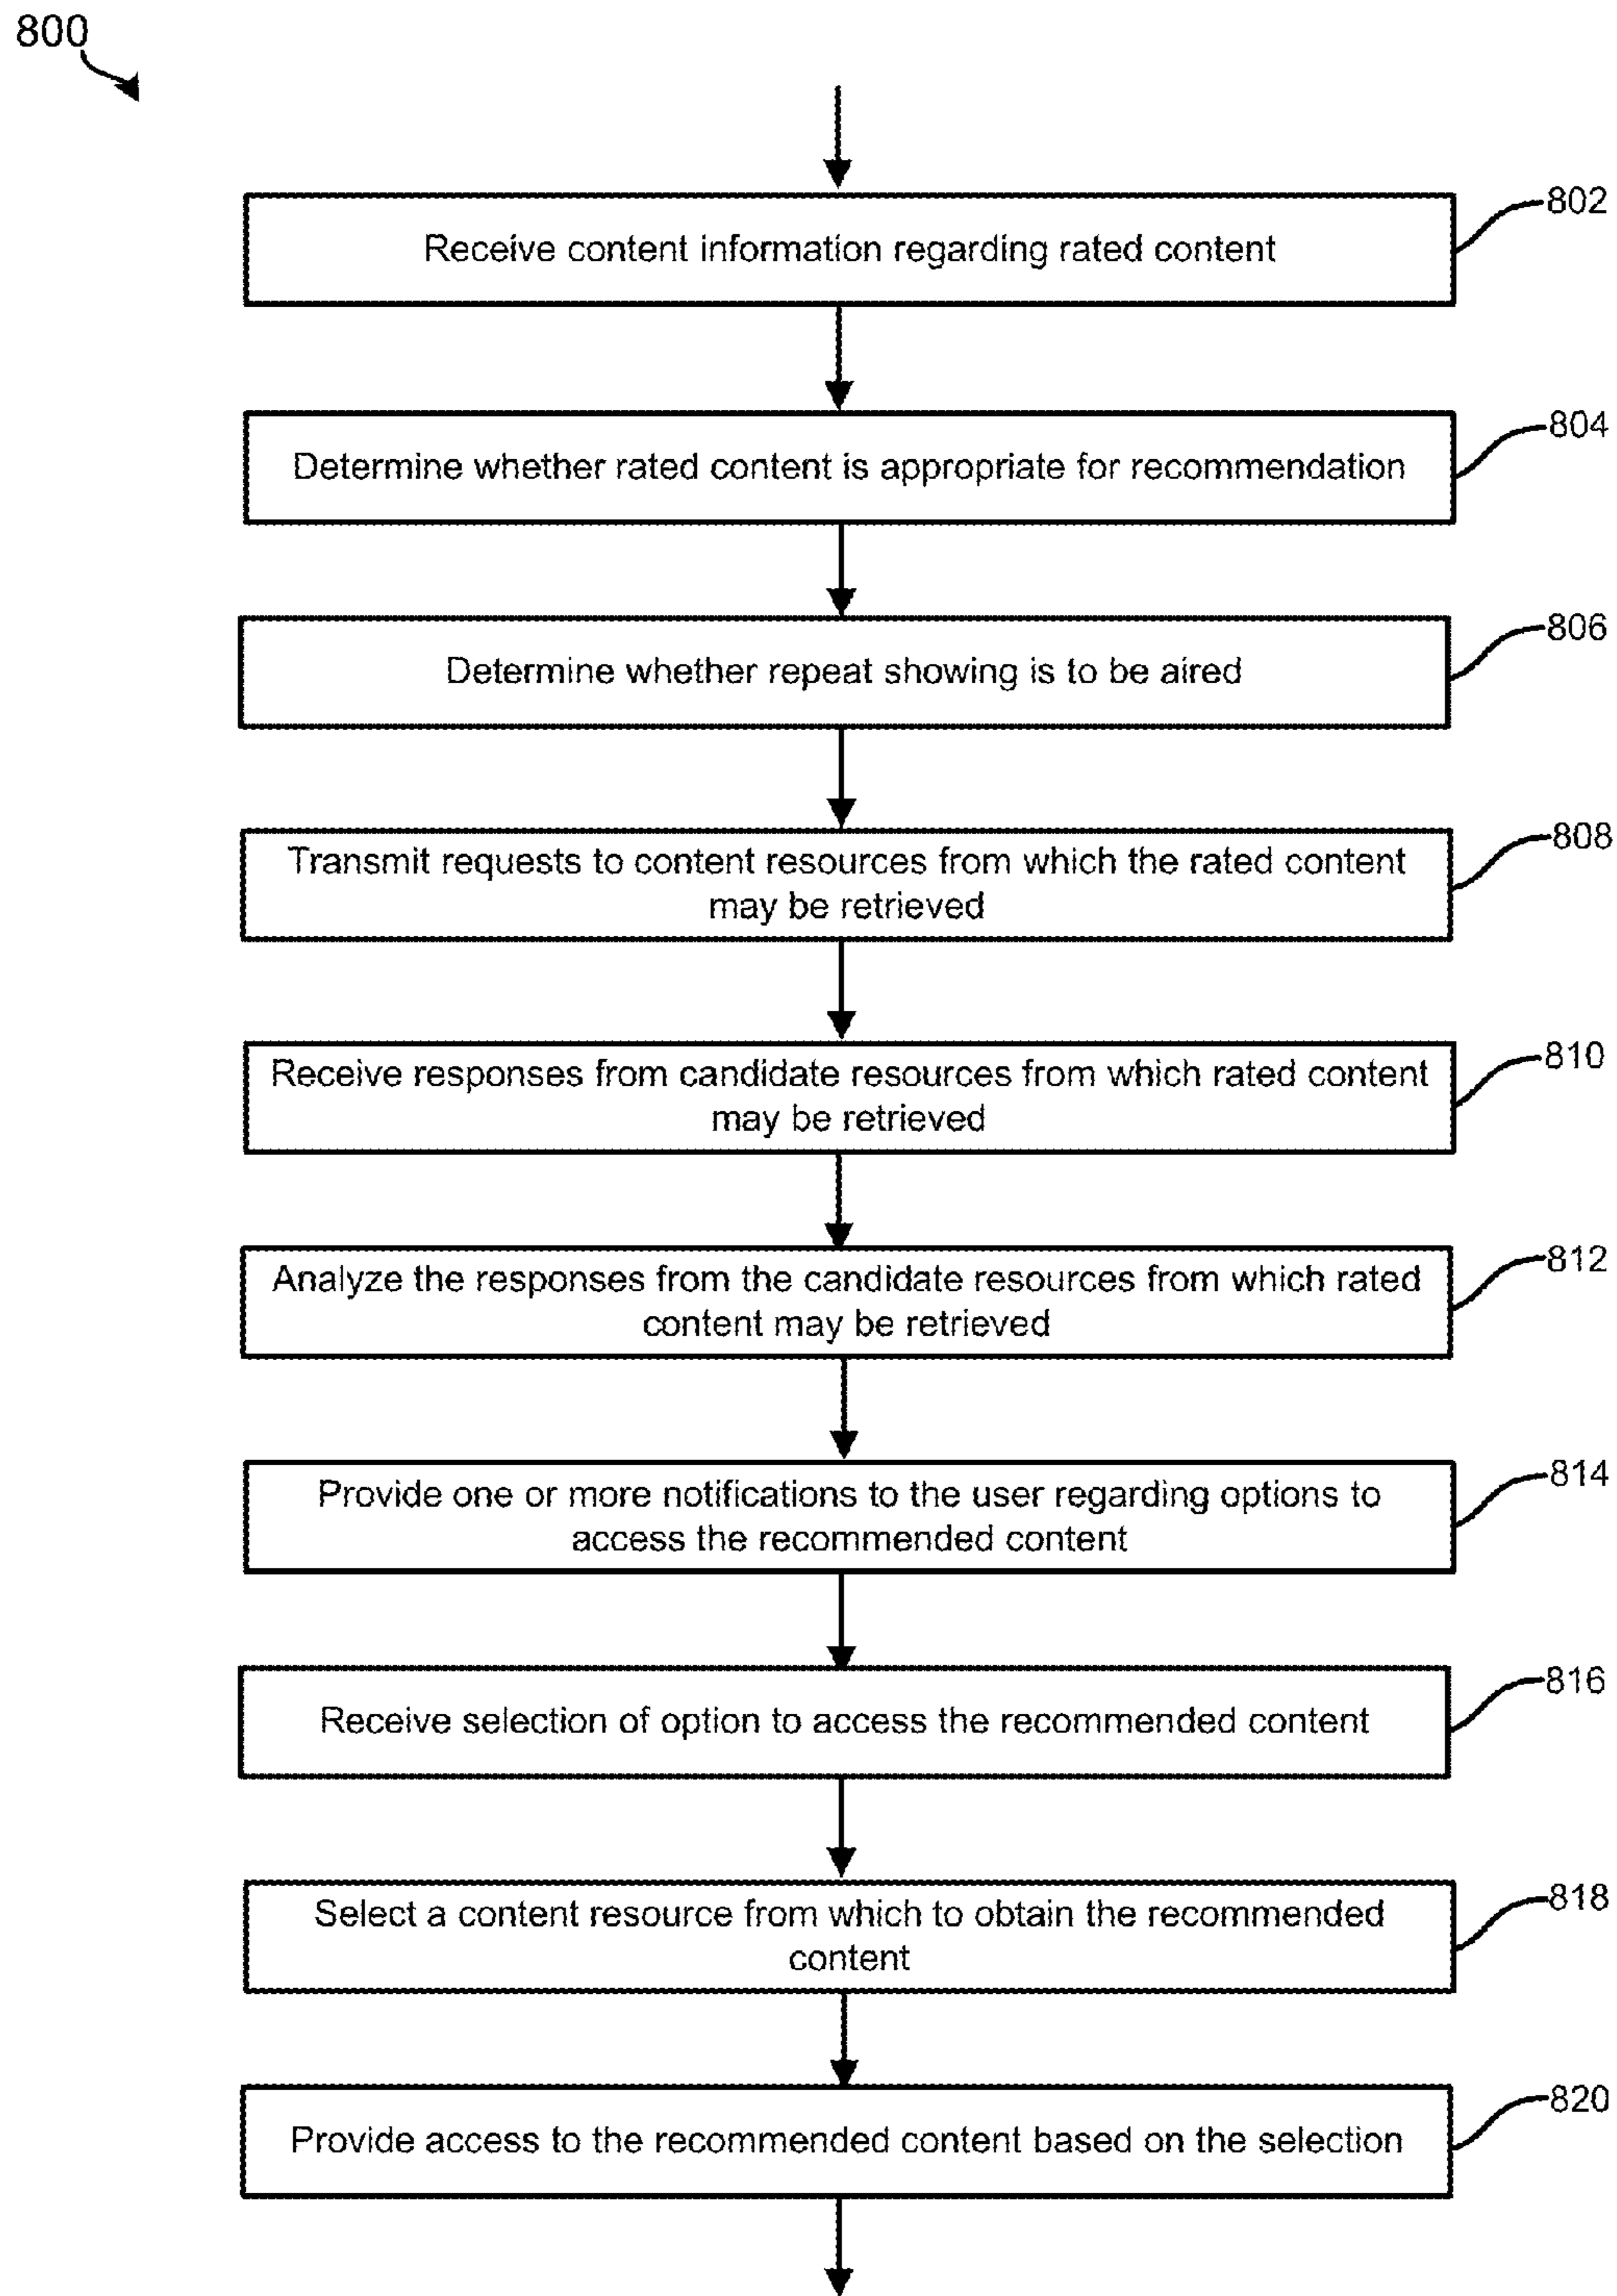 800
802
Receive content information regarding rated content
804
Determine whether rated content is appropriate for recommendation
806
Determine whether repeat showing is to be aired
808
Transmit requests to content resources from which the rated content
may be retrieved
810
Receive responses from candidate resources from which rated content
may be retrieved
812
Analyze the responses from the candidate resources from which rated
content may be retrieved
814
Provide one or more notifications to the user regarding options to
access the recommended content
816
Receive selection of option to access the recommended content
818
Select a content resource from which to obtain the recommended
content
820
Provide access to the recommended content based on the selection